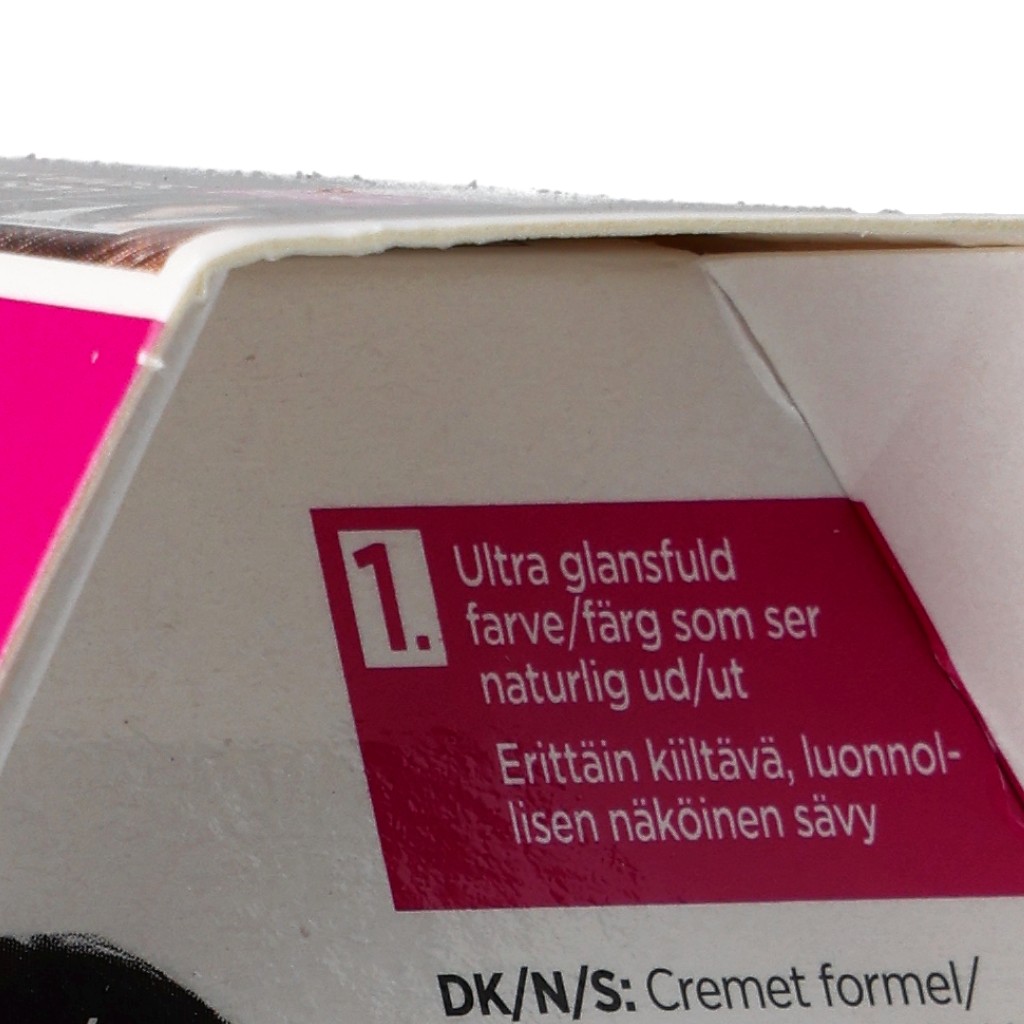 1.
Ultra glansfuld
farve/färg som ser
naturlig ud/ut
Erittäin kiiltävä, luonnol-
lisen näköinen sävy
DK/N/S: Cremet formel/